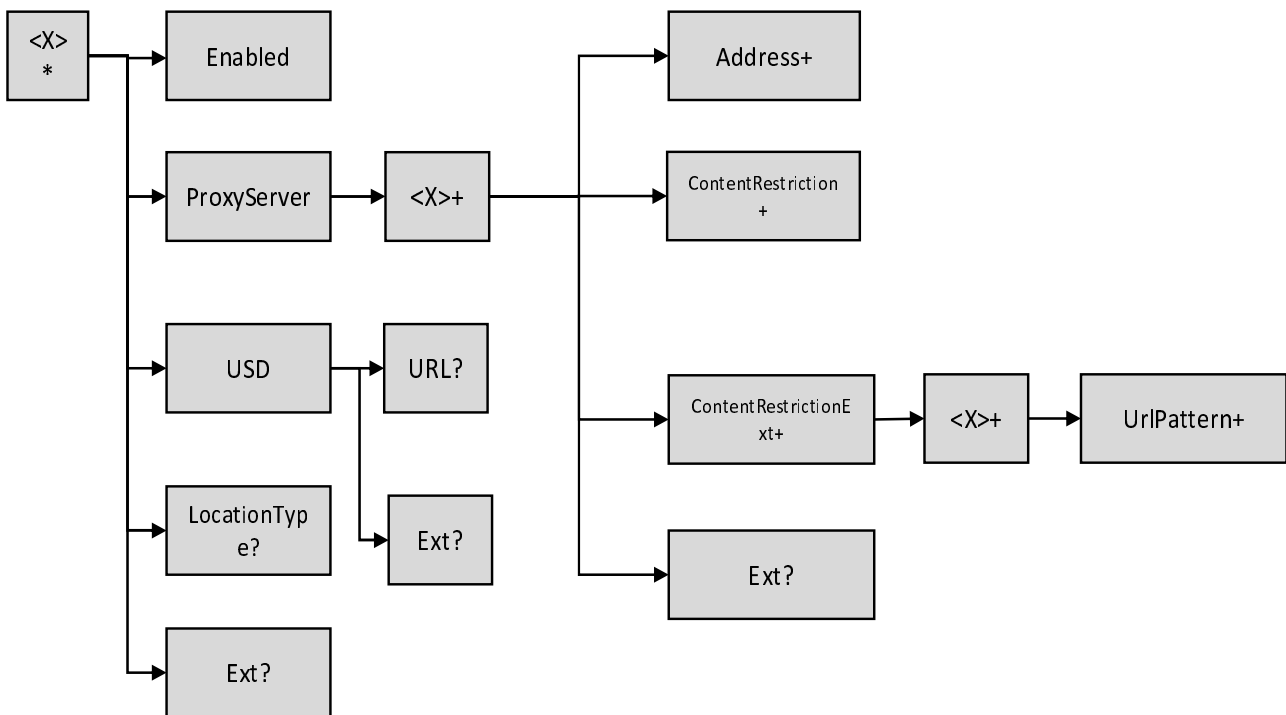 <X>
*
Enabled
Address+
ProxyServer
<X>+
ContentRestriction
+
USD
URL?
ContentRestrictionE
xt+
<X>+
UrlPattern+
LocationTyp
e?
Ext?
Ext?
Ext?